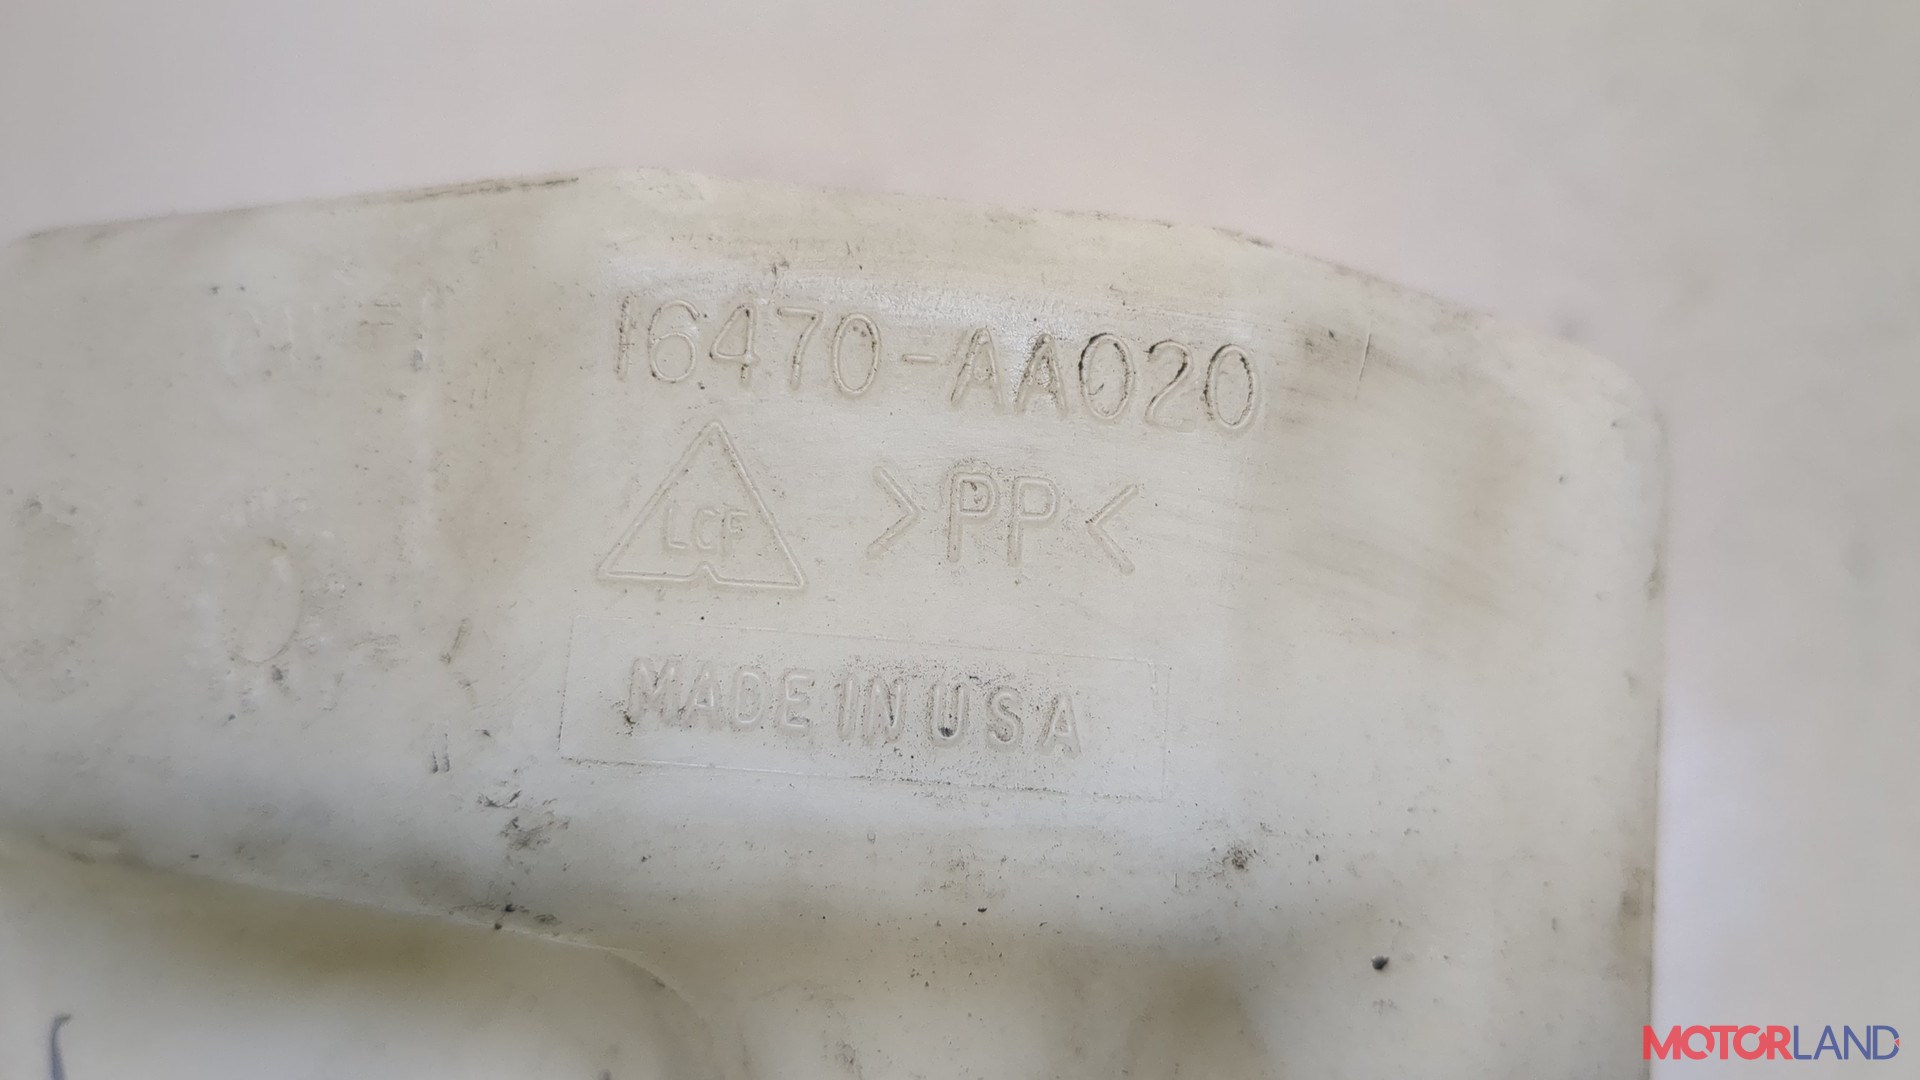 16470-AA020
LCF >PP<
MADE IN USA
MOTORLAND